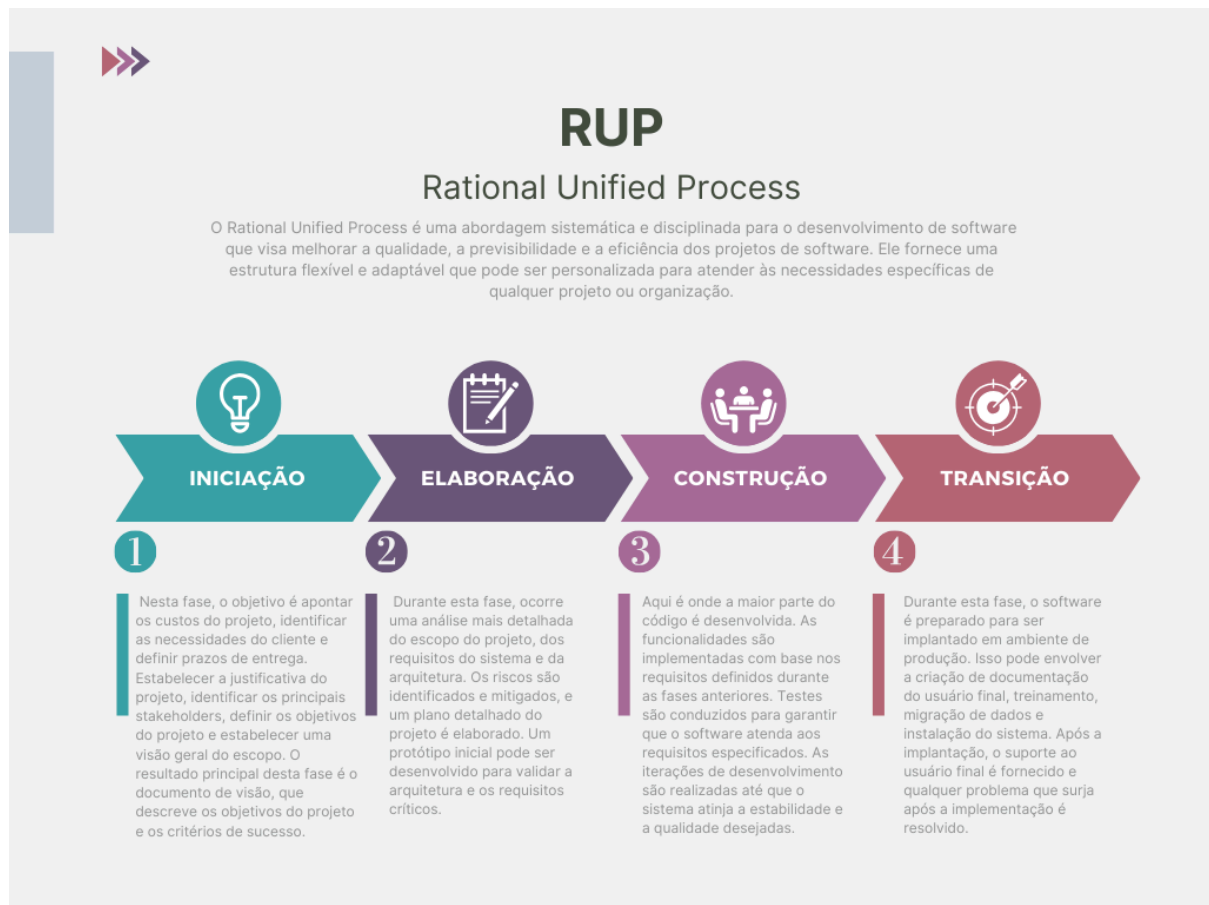 RUP
Rational Unified Process
O Rational Unified Process é uma abordagem sistemática e disciplinada para o desenvolvimento de software
que visa melhorar a qualidade, a previsibilidade e a eficiência dos projetos de software. Ele fornece uma
estrutura flexível e adaptável que pode ser personalizada para atender às necessidades específicas de
qualquer projeto ou organização.
INICIAÇÃO
ELABORAÇÃO
CONSTRUÇÃO
TRANSIÇÃO
1
Nesta fase, o objetivo é apontar
os custos do projeto, identificar
as necessidades do cliente e
definir prazos de entrega.
Estabelecer a justificativa do
projeto, identificar os principais
stakeholders, definir os objetivos
do projeto e estabelecer uma
visão geral do escopo. O
resultado principal desta fase é o
documento de visão, que
descreve os objetivos do projeto
e os critérios de sucesso.
2
Durante esta fase, ocorre
uma análise mais detalhada
do escopo do projeto, dos
requisitos do sistema e da
arquitetura. Os riscos são
identificados e mitigados, e
um plano detalhado do
projeto é elaborado. Um
protótipo inicial pode ser
desenvolvido para validar a
arquitetura e os requisitos
críticos.
3
Aqui é onde a maior parte do
código é desenvolvida. As
funcionalidades são
implementadas com base nos
requisitos definidos durante
as fases anteriores. Testes
são conduzidos para garantir
que o software atenda aos
requisitos especificados. As
iterações de desenvolvimento
são realizadas até que o
sistema atinja a estabilidade e
a qualidade desejadas.
4
Durante esta fase, o software
é preparado para ser
implantado em ambiente de
produção. Isso pode envolver
a criação de documentação
do usuário final, treinamento,
migração de dados e
instalação do sistema. Após a
implantação, o suporte ao
usuário final é fornecido e
qualquer problema que surja
após a implementação é
resolvido.